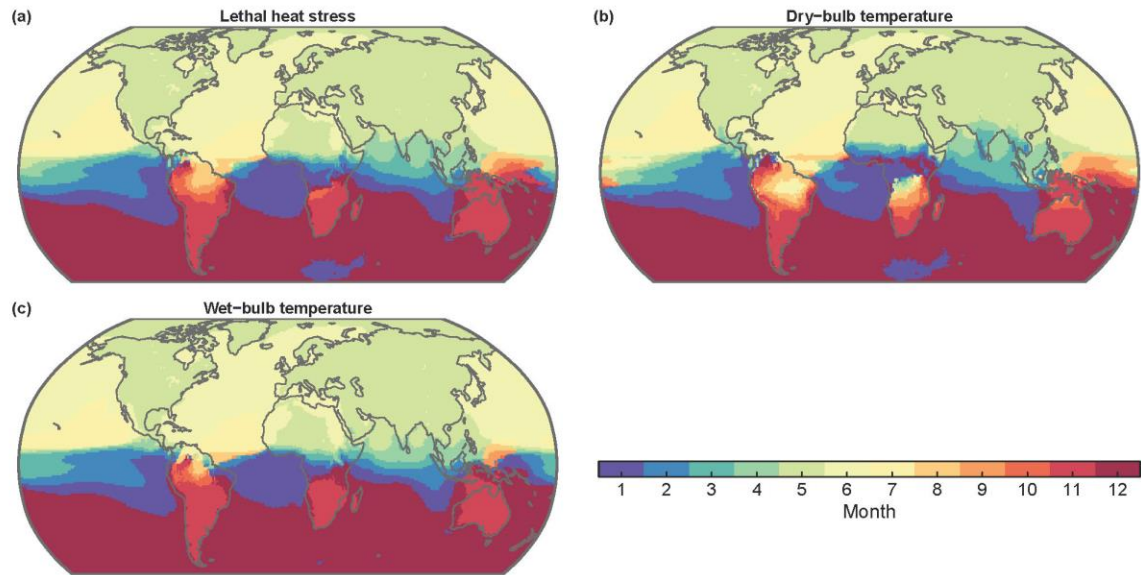 (a) Lethal heat stress
(b) Dry−bulb temperature
(c) Wet−bulb temperature
1 2 3 4 5 6 7 8 9 10 11 12
Month